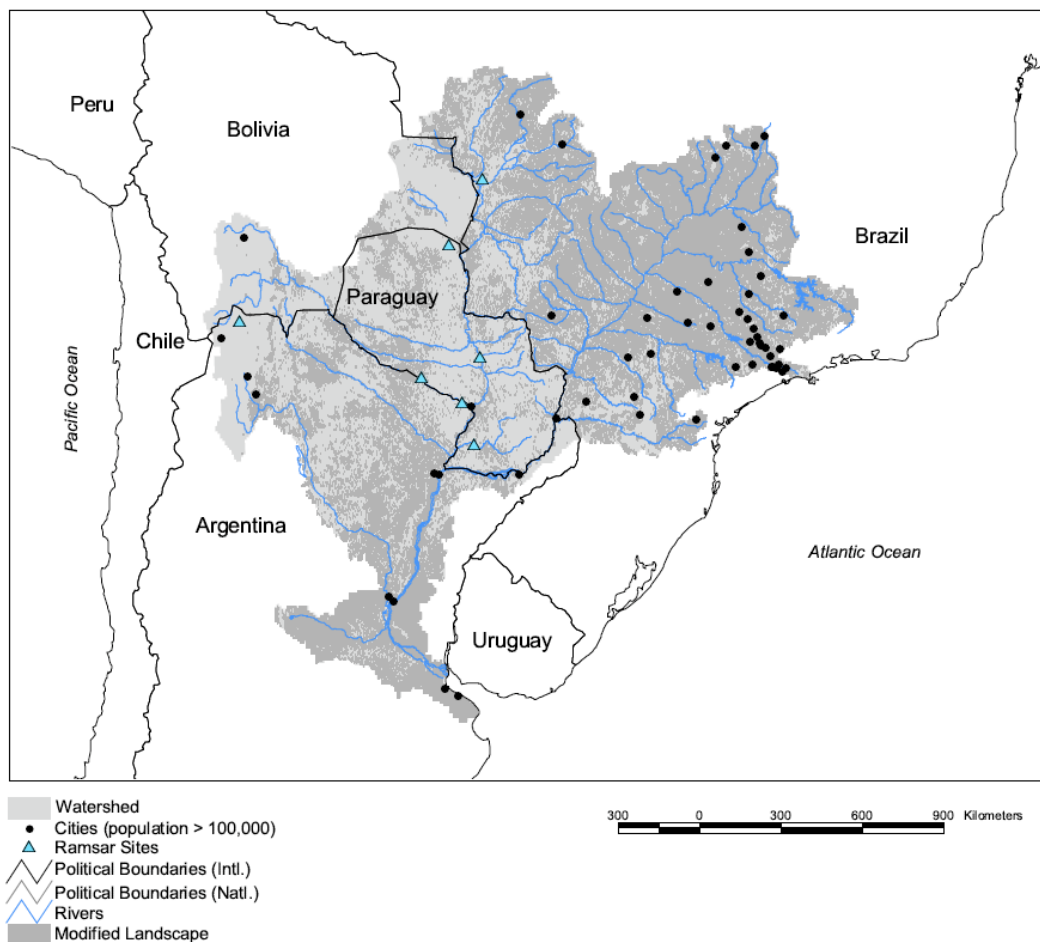 Peru
Bolivia
Brazil
Paraguay
Chile
Pacific Ocean
Argentina
Atlantic Ocean
Uruguay
Watershed
Cities (population > 100,000)
Ramsar Sites
Political Boundaries (Intl.)
Political Boundaries (Natl.)
Rivers
Modified Landscape
300 0 300 600 900 Kilometers